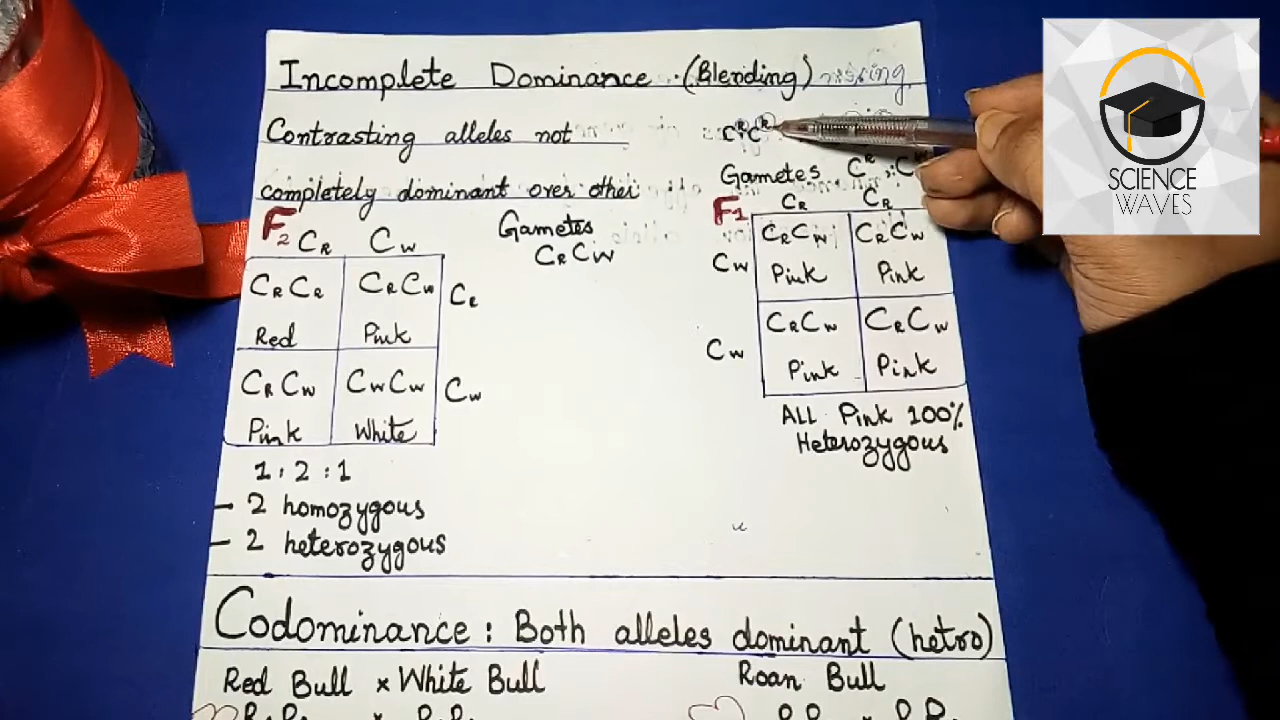 Incomplete Dominance (Blending)
Contrasting alleles not
completely dominant over other
F2 CR CW
Gametes
CRCW
CRCR CRCW
Red Pink
CR
CRCW CWCW
Pink White
CW
1:2:1
- 2 homozygous
- 2 heterozygous
CRCR
Gametes CR, CW
F1 CR CR
CRCW CRCW
CW
Pink Pink
CRCW CRCW
CW
Pink Pink
ALL Pink 100%
Heterozygous
Codominance: Both alleles dominant (hetro)
Red Bull x White Bull
Roan Bull
SCIENCE
WAVES